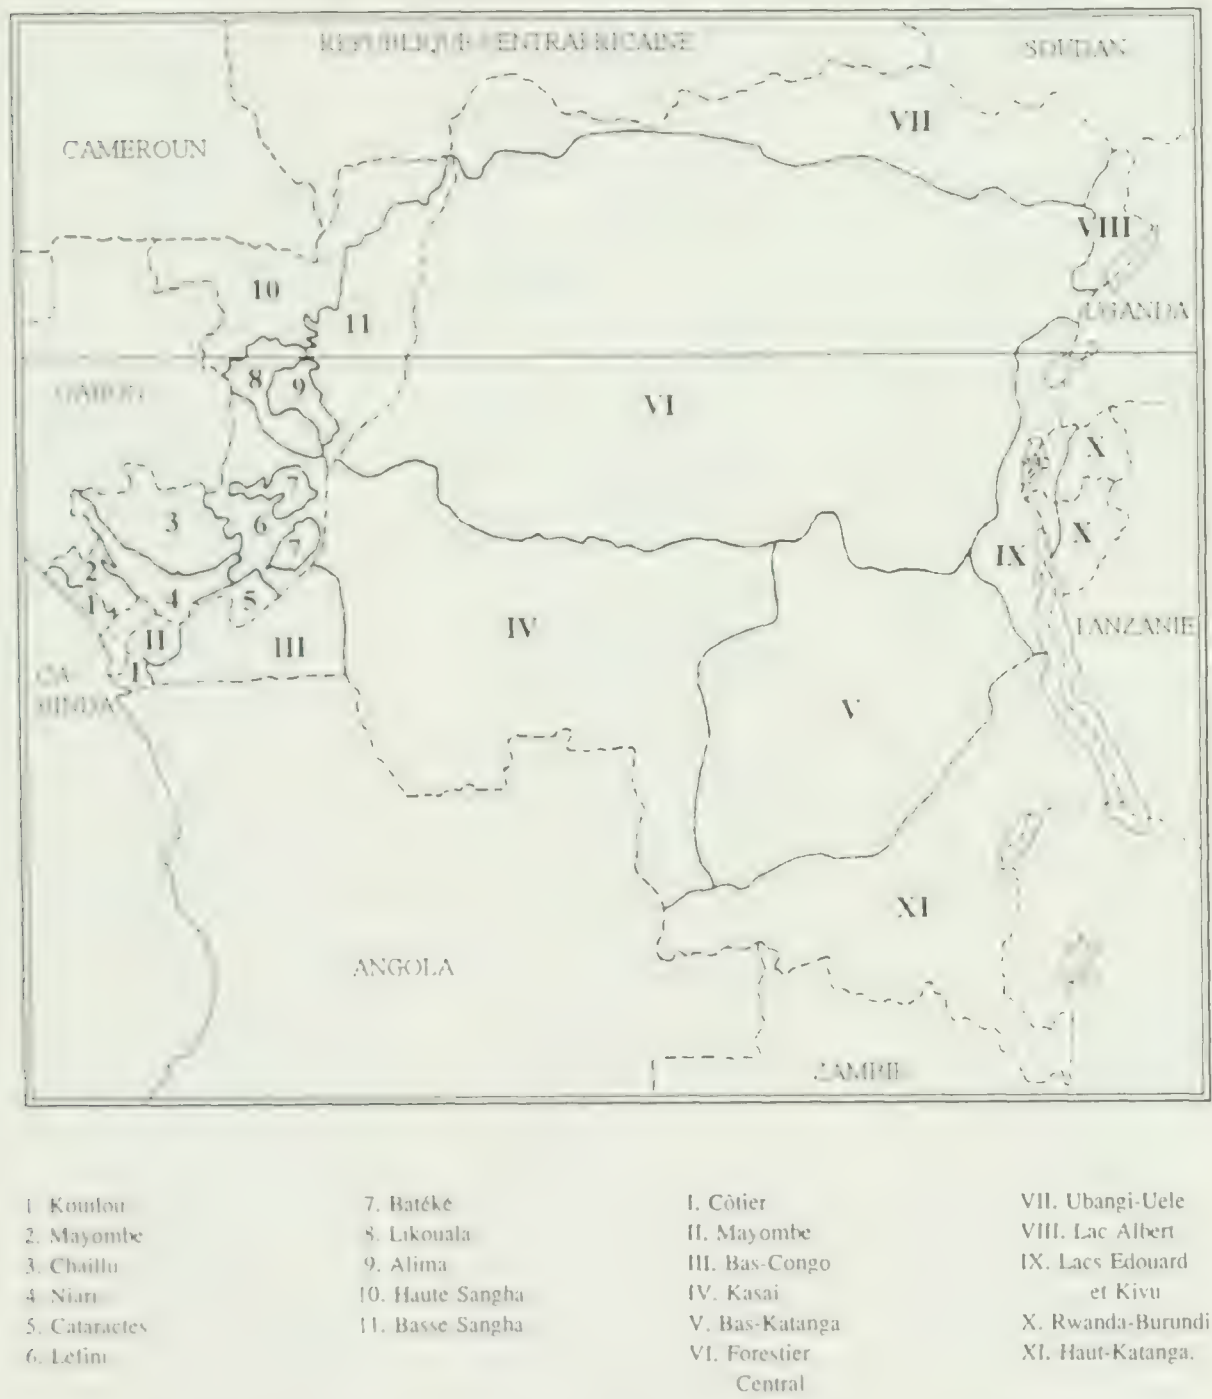 REPUBLIQUE CENTRAFRICAINE
SOUDAN
CAMEROUN
VII
VIII
10
11
UGANDA
GABON
8
9
VI
X
7
3
6
X
7
IX
2
1
4
5
IV
TANZANIE
II
III
I
CA-
BINDA
V
XI
ANGOLA
ZAMBIE
1 Kouilou
2. Mayombe
3. Chaillu
4 Niari
5. Cataractes
6. Lefini
7. Batéké
8. Likouala
9. Alima
10. Haute Sangha
11. Basse Sangha
I. Côtier
II. Mayombe
III. Bas-Congo
IV. Kasai
V. Bas-Katanga
VI. Forestier
Central
VII. Ubangi-Uele
VIII. Lac Albert
IX. Lacs Edouard
et Kivu
X. Rwanda-Burundi
XI. Haut-Katanga.